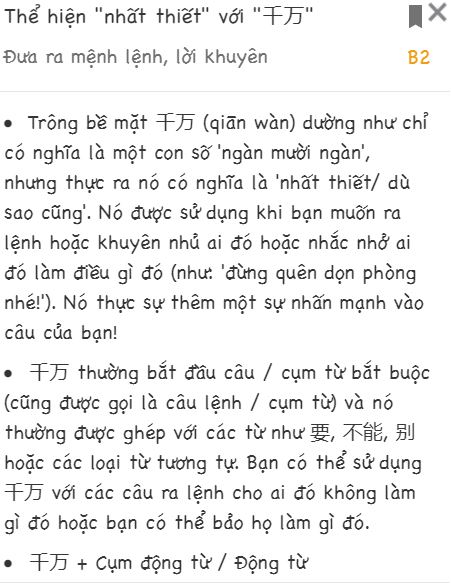 Thể hiện "nhất thiết" với "千万"
Đưa ra mệnh lệnh, lời khuyên
B2
• Trông bề mặt 千万 (qiān wàn) dường như chỉ
có nghĩa là một con số 'ngàn mười ngàn',
nhưng thực ra nó có nghĩa là 'nhất thiết/ dù
sao cũng'. Nó được sử dụng khi bạn muốn ra
lệnh hoặc khuyên nhủ ai đó hoặc nhắc nhở ai
đó làm điều gì đó (như: 'đừng quên dọn phòng
nhé!'). Nó thực sự thêm một sự nhấn mạnh vào
câu của bạn!
• 千万 thường bắt đầu câu / cụm từ bắt buộc
(cũng được gọi là câu lệnh / cụm từ) và nó
thường được ghép với các từ như 要, 不能, 别
hoặc các loại từ tương tự. Bạn có thể sử dụng
千万 với các câu ra lệnh cho ai đó không làm
gì đó hoặc bạn có thể bảo họ làm gì đó.
• 千万 + Cụm động từ / Động từ